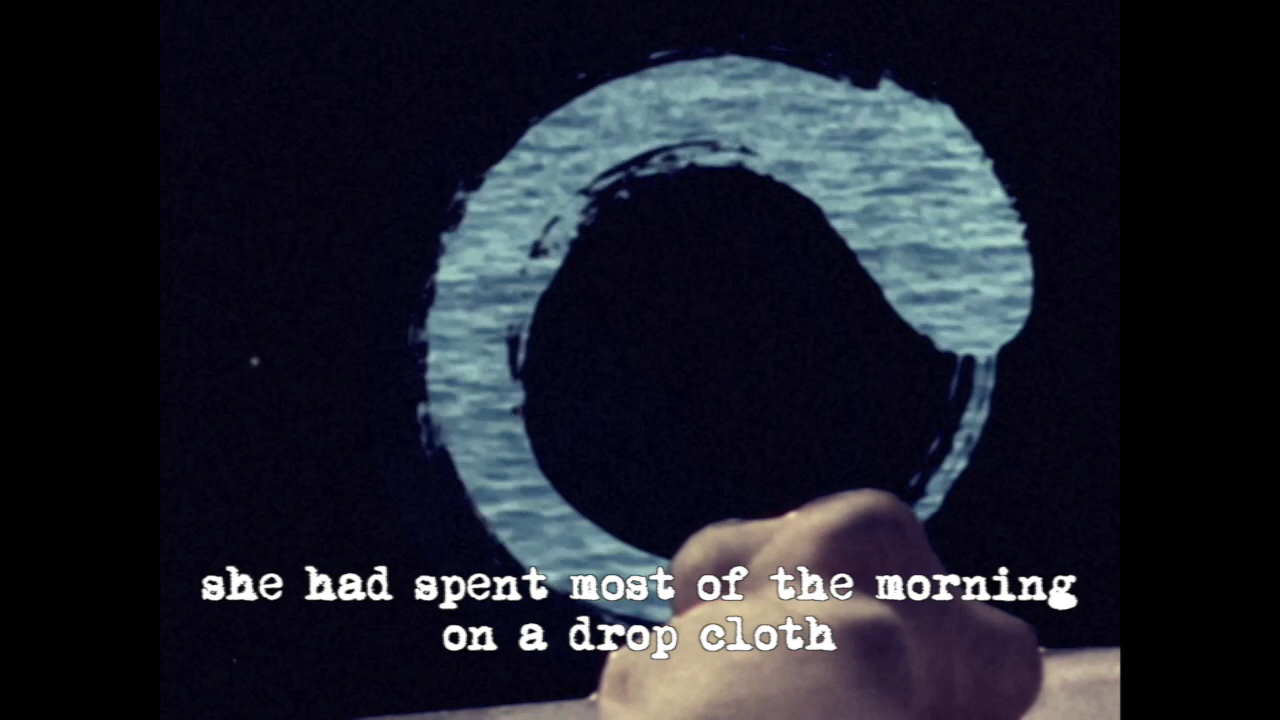 she had spent most of the morning
on a drop cloth